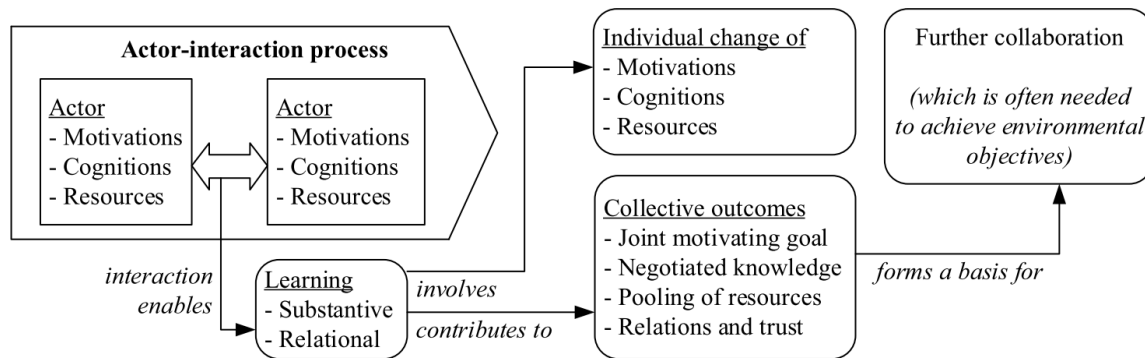 Actor-interaction process
Actor
- Motivations
- Cognitions
- Resources
Actor
- Motivations
- Cognitions
- Resources
interaction
enables
Learning
- Substantive
- Relational
involves
contributes to
Individual change of
- Motivations
- Cognitions
- Resources
Collective outcomes
- Joint motivating goal
- Negotiated knowledge
- Pooling of resources
- Relations and trust
forms a basis for
Further collaboration
(which is often needed
to achieve environmental
objectives)